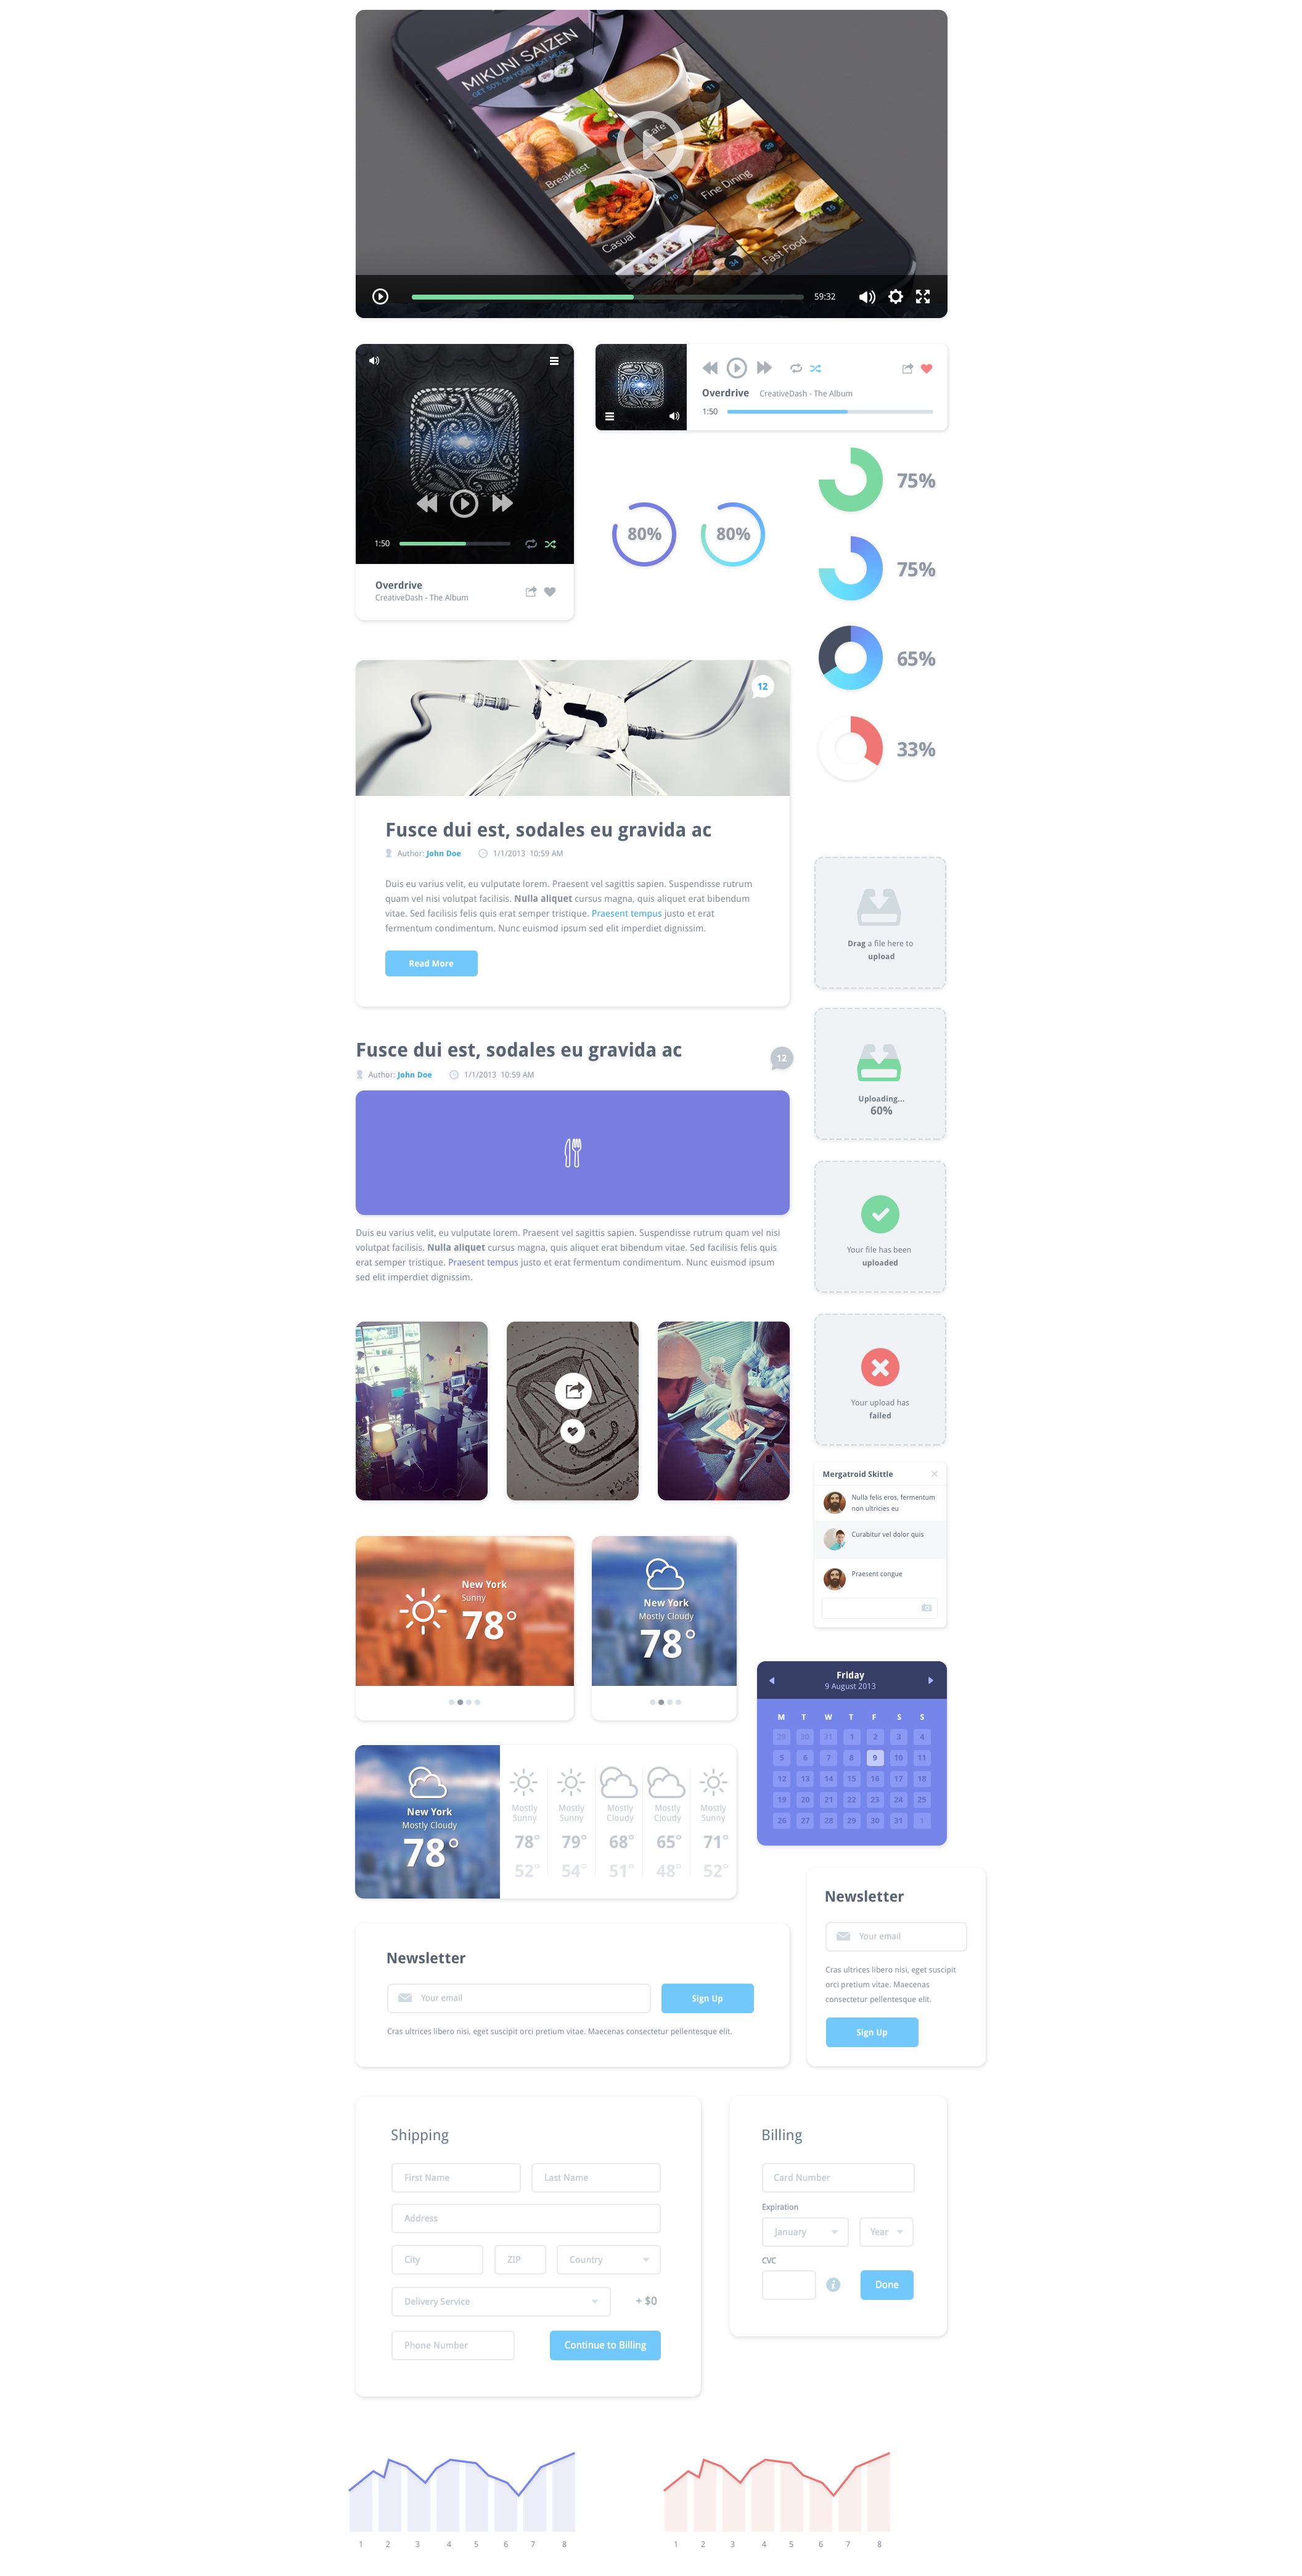 MIKUNI SAIZEN
GET 50% ON YOUR NEXT MEAL
11
Cafe
29
Breakfast
10
Fine Dining
15
Casual
34
Fast Food
59:32
1:50
Overdrive
CreativeDash - The Album
Overdrive CreativeDash - The Album
1:50
80%
80%
75%
75%
65%
33%
12
Fusce dui est, sodales eu gravida ac
Author: John Doe 1/1/2013 10:59 AM
Duis eu varius velit, eu vulputate lorem. Praesent vel sagittis sapien. Suspendisse rutrum
quam vel nisi volutpat facilisis. Nulla aliquet cursus magna, quis aliquet erat bibendum
vitae. Sed facilisis felis quis erat semper tristique. Praesent tempus justo et erat
fermentum condimentum. Nunc euismod ipsum sed elit imperdiet dignissim.
Read More
Drag a file here to
upload
Fusce dui est, sodales eu gravida ac
12
Author: John Doe 1/1/2013 10:59 AM
Uploading...
60%
Duis eu varius velit, eu vulputate lorem. Praesent vel sagittis sapien. Suspendisse rutrum quam vel nisi
volutpat facilisis. Nulla aliquet cursus magna, quis aliquet erat bibendum vitae. Sed facilisis felis quis
erat semper tristique. Praesent tempus justo et erat fermentum condimentum. Nunc euismod ipsum
sed elit imperdiet dignissim.
Your file has been
uploaded
Your upload has
failed
Mergatroid Skittle
Nulla felis eros, fermentum
non ultricies eu
Curabitur vel dolor quis
Praesent congue
New York
Sunny
78°
New York
Mostly Cloudy
78°
Friday
9 August 2013
M T W T F S S
29 30 31 1 2 3 4
5 6 7 8 9 10 11
12 13 14 15 16 17 18
19 20 21 22 23 24 25
26 27 28 29 30 31 1
New York
Mostly Cloudy
78°
Mostly Mostly Mostly Mostly Mostly
Sunny Sunny Cloudy Cloudy Sunny
78° 79° 68° 65° 71°
52° 54° 51° 48° 52°
Newsletter
Your email
Sign Up
Cras ultrices libero nisi, eget suscipit orci pretium vitae. Maecenas consectetur pellentesque elit.
Newsletter
Your email
Cras ultrices libero nisi, eget suscipit
orci pretium vitae. Maecenas
consectetur pellentesque elit.
Sign Up
Shipping
First Name Last Name
Address
City ZIP Country
Delivery Service + $0
Phone Number Continue to Billing
Billing
Card Number
Expiration
January Year
CVC
Done
1 2 3 4 5 6 7 8
1 2 3 4 5 6 7 8